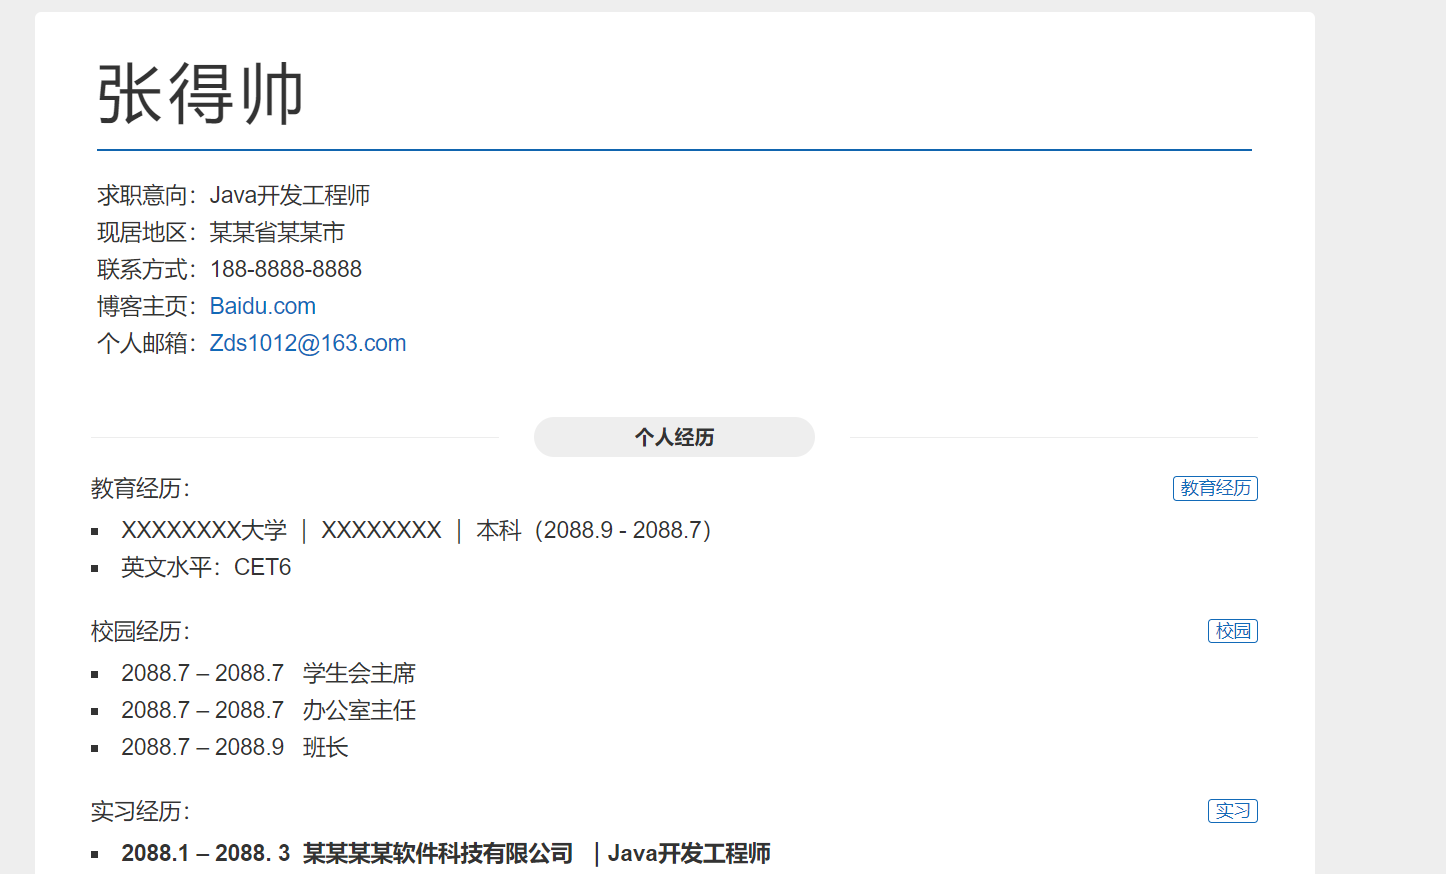 张得帅
求职意向：Java开发工程师
现居地区：某某省某某市
联系方式：188-8888-8888
博客主页：Baidu.com
个人邮箱：Zds1012@163.com
个人经历
教育经历： 教育经历
XXXXXXXX大学 ｜ XXXXXXXX ｜ 本科（2088.9 - 2088.7）
英文水平：CET6
校园经历： 校园
2088.7 – 2088.7 学生会主席
2088.7 – 2088.7 办公室主任
2088.7 – 2088.9 班长
实习经历： 实习
2088.1 – 2088. 3 某某某某软件科技有限公司 ｜Java开发工程师